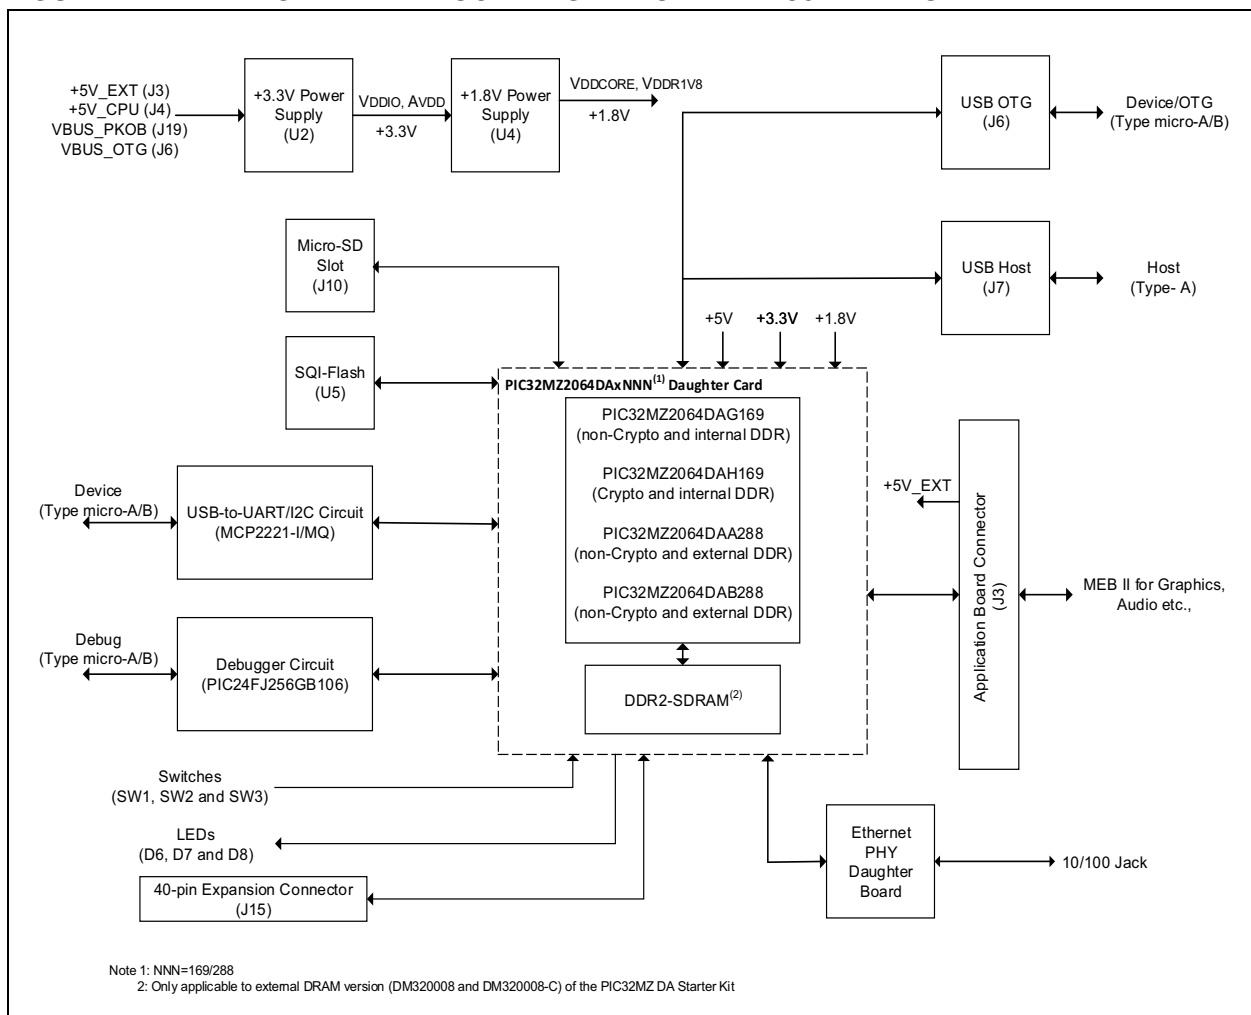 +5V_EXT (J3)
+5V_CPU (J4)
VBUS_PKOB (J19)
VBUS_OTG (J6)
+3.3V Power
Supply
(U2)
VDDIO, AVDD
+3.3V
+1.8V Power
Supply
(U4)
VDDCORE, VDDR1V8
+1.8V
USB OTG
(J6)
Device/OTG
(Type micro-A/B)
Micro-SD
Slot
(J10)
USB Host
(J7)
Host
(Type- A)
+5V
+3.3V
+1.8V
SQI-Flash
(U5)
PIC32MZ2064DAxNNN(1) Daughter Card
PIC32MZ2064DAG169
(non-Crypto and internal DDR)
PIC32MZ2064DAH169
(Crypto and internal DDR)
PIC32MZ2064DAA288
(non-Crypto and external DDR)
PIC32MZ2064DAB288
(non-Crypto and external DDR)
DDR2-SDRAM(2)
Device
(Type micro-A/B)
USB-to-UART/I2C Circuit
(MCP2221-I/MQ)
Debug
(Type micro-A/B)
Debugger Circuit
(PIC24FJ256GB106)
+5V_EXT
Application Board Connector
(J3)
MEB II for Graphics,
Audio etc.,
Switches
(SW1, SW2 and SW3)
LEDs
(D6, D7 and D8)
40-pin Expansion Connector
(J15)
Ethernet
PHY
Daughter
Board
10/100 Jack
Note 1: NNN=169/288
2: Only applicable to external DRAM version (DM320008 and DM320008-C) of the PIC32MZ DA Starter Kit